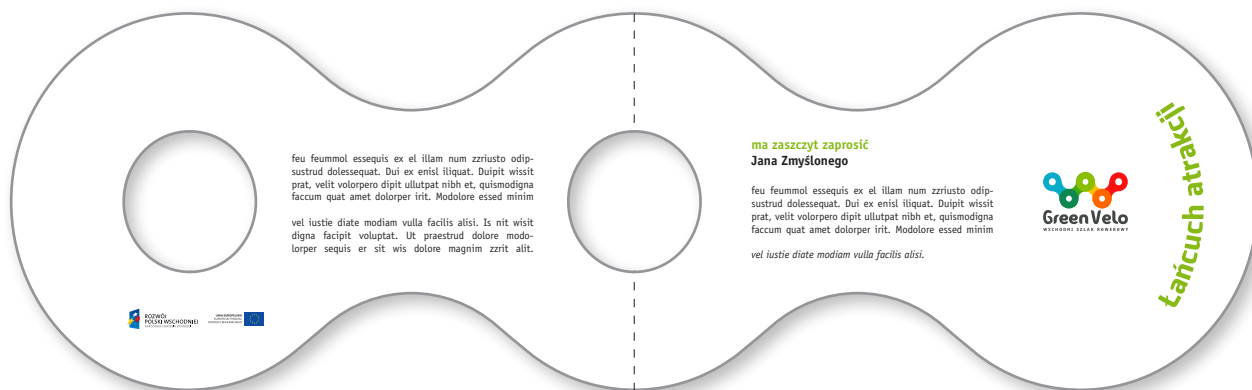 feu feummol essequis ex el illam num zzriusto odip-
sustrud dolessequat. Dui ex enisl iliquat. Duipit wissit
prat, velit volorpero dipit ullutpat nibh et, quismodigna
faccum quat amet dolorper irit. Modolore essed minim
vel iustie diate modiam vulla facilis alisi. Is nit wisit
digna facipit voluptat. Ut praestrud dolore modo-
lorper sequis er sit wis dolore magnim zzrit alit.
ROZWÓJ
POLSKI WSCHODNIEJ
UNIA EUROPEJSKA
ma zaszczyt zaprosić
Jana Zmyślonego
feu feummol essequis ex el illam num zzriusto odip-
sustrud dolessequat. Dui ex enisl iliquat. Duipit wissit
prat, velit volorpero dipit ullutpat nibh et, quismodigna
faccum quat amet dolorper irit. Modolore essed minim
vel iustie diate modiam vulla facilis alisi.
Green Velo
WSCHODNI SZLAK ROWEROWY
Łańcuch atrakcji